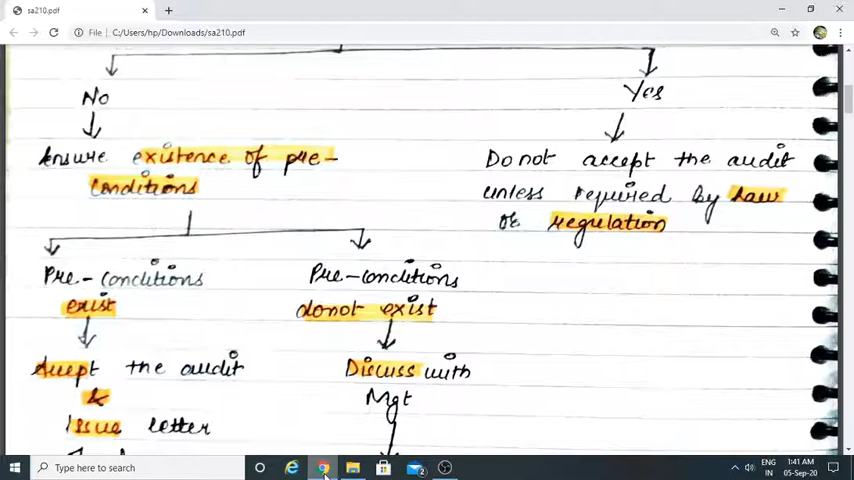 sa210.pdf
File | C:/Users/hp/Downloads/sa210.pdf
No
Yes
Ensure existence of pre-
conditions
Do not accept the audit
unless required by Law
or regulation
Pre-conditions
exist
Pre-conditions
donot exist
Accept the audit
&
Issue letter
Discuss with
Mgt
Type here to search
2
ENG
IN
1:41 AM
05-Sep-20